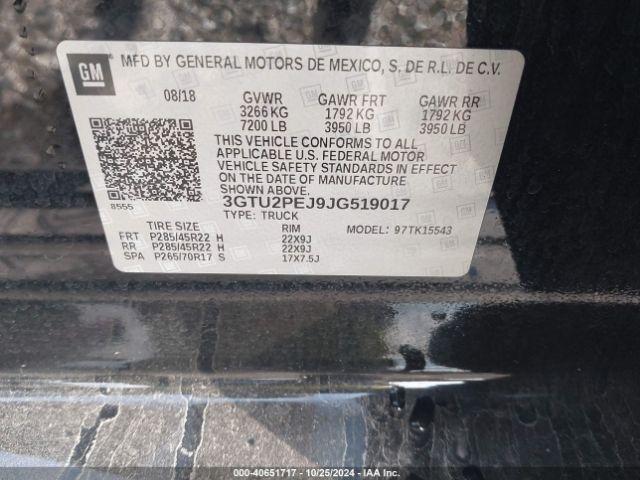 GM
MFD BY GENERAL MOTORS DE MEXICO, S. DE R.L. DE C.V.
08/18 GVWR GAWR FRT GAWR RR
3266 KG 1792 KG 1792 KG
7200 LB 3950 LB 3950 LB
THIS VEHICLE CONFORMS TO ALL
APPLICABLE U.S. FEDERAL MOTOR
VEHICLE SAFETY STANDARDS IN EFFECT
ON THE DATE OF MANUFACTURE
SHOWN ABOVE.
8555 3GTU2PEJ9JG519017
TYPE: TRUCK
TIRE SIZE RIM MODEL: 97TK15543
FRT P285/45R22 H 22X9J
RR P285/45R22 H 22X9J
SPA P265/70R17 S 17X7.5J
000-40651717 - 10/25/2024 - IAA Inc.